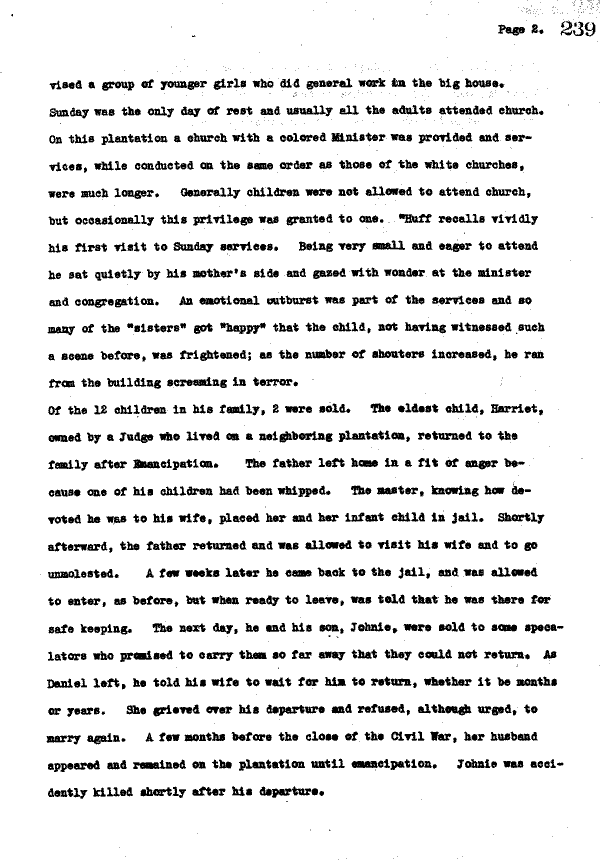 Page 2. 239
vised a group of younger girls who did general work in the big house.
Sunday was the only day of rest and usually all the adults attended church.
On this plantation a church with a colored Minister was provided and ser-
vices, while conducted on the same order as those of the white churches,
were much longer. Generally children were not allowed to attend church,
but occasionally this privilege was granted to one. "Huff recalls vividly
his first visit to Sunday services. Being very small and eager to attend
he sat quietly by his mother's side and gazed with wonder at the minister
and congregation. An emotional outburst was part of the services and so
many of the "sisters" got "happy" that the child, not having witnessed such
a scene before, was frightened; as the number of shouters increased, he ran
from the building screaming in terror.
Of the 12 children in his family, 2 were sold. The eldest child, Harriet,
owned by a Judge who lived on a neighboring plantation, returned to the
family after Emancipation. The father left home in a fit of anger be-
cause one of his children had been whipped. The master, knowing how de-
voted he was to his wife, placed her and her infant child in jail. Shortly
afterward, the father returned and was allowed to visit his wife and to go
unmolested. A few weeks later he came back to the jail, and was allowed
to enter, as before, but when ready to leave, was told that he was there for
safe keeping. The next day, he and his son, Johnie, were sold to some specu-
lators who promised to carry them so far away that they could not return. As
Daniel left, he told his wife to wait for him to return, whether it be months
or years. She grieved over his departure and refused, although urged, to
marry again. A few months before the close of the Civil War, her husband
appeared and remained on the plantation until emancipation. Johnie was acci-
dently killed shortly after his departure.